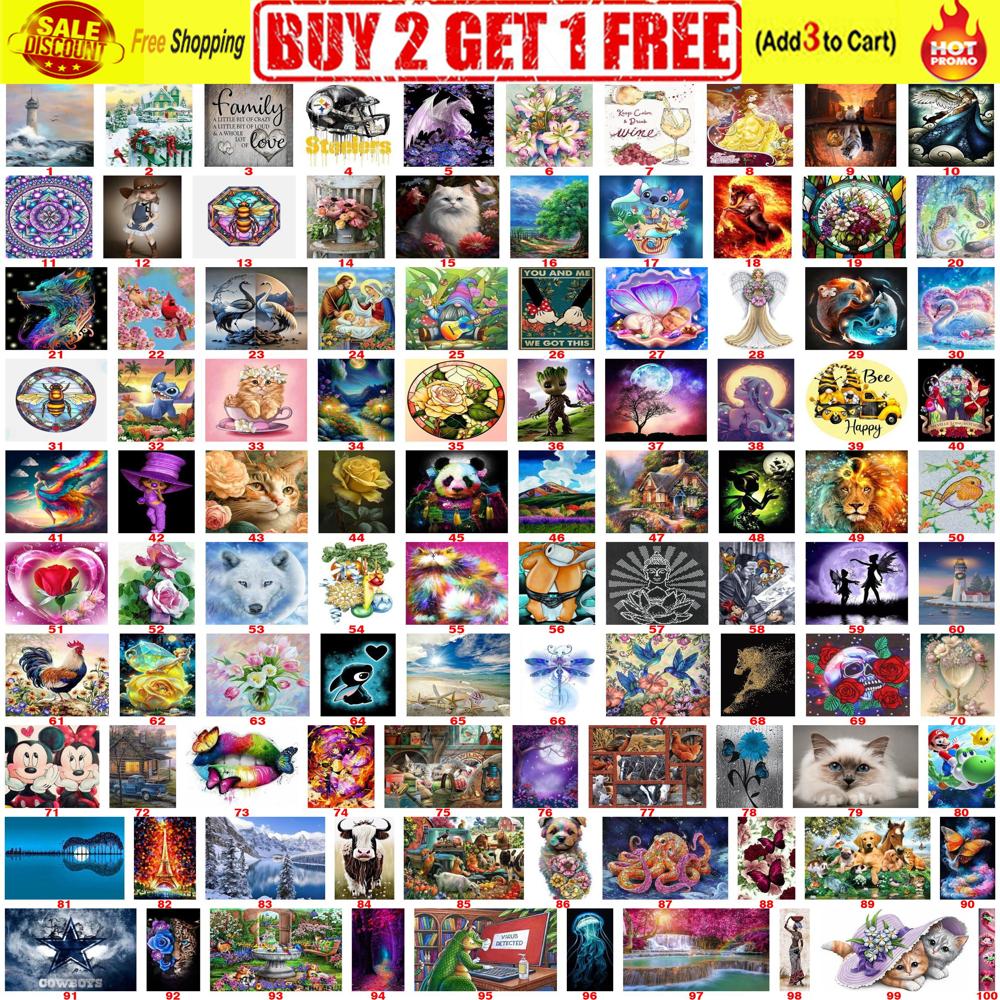 SALE
DISCOUNT
Free Shopping
BUY 2 GET 1 FREE
(Add 3 to Cart)
HOT
PROMO
family
A LITTLE BIT OF CRAZY
A LITTLE BIT OF LOUD
& A WHOLE
LOT OF
love
Steelers
Steelers
Keep Calm
& Drink
wine
1 2 3 4 5 6 7 8 9 10
11 12 13 14 15 16 17 18 19 20
YOU AND ME
WE GOT THIS
21 22 23 24 25 26 27 28 29 30
Bee
Happy
31 32 33 34 35 36 37 38 39 40
41 42 43 44 45 46 47 48 49 50
51 52 53 54 55 56 57 58 59 60
61 62 63 64 65 66 67 68 69 70
71 72 73 74 75 76 77 78 79 80
81 82 83 84 85 86 87 88 89 90
COWBOYS
VIRUS
DETECTED
91 92 93 94 95 96 97 98 99 100